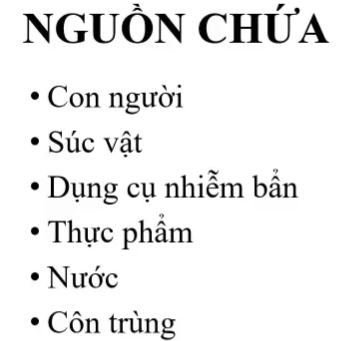 NGUỒN CHỨA
• Con người
• Súc vật
• Dụng cụ nhiễm bẩn
• Thực phẩm
• Nước
• Côn trùng